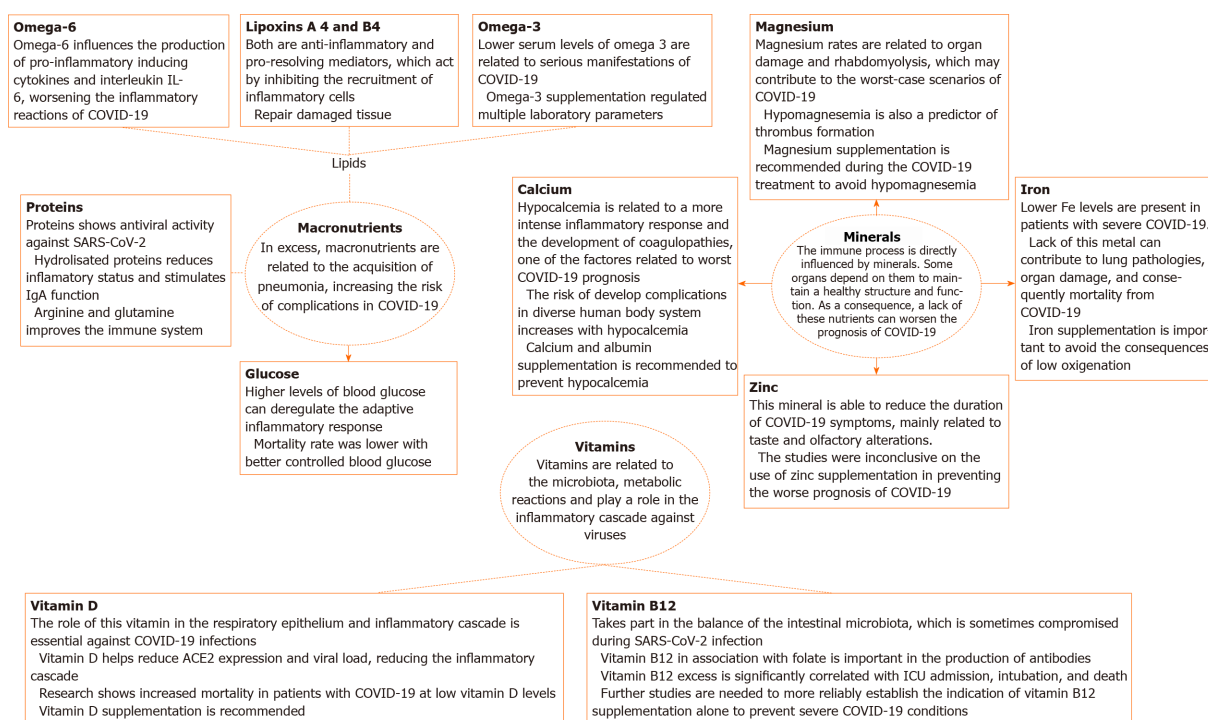 Omega-6
Omega-6 influences the production
of pro-inflammatory inducing
cytokines and interleukin IL-
6, worsening the inflammatory
reactions of COVID-19
Lipoxins A 4 and B4
Both are anti-inflammatory and
pro-resolving mediators, which act
by inhibiting the recruitment of
inflammatory cells
Repair damaged tissue
Omega-3
Lower serum levels of omega 3 are
related to serious manifestations of
COVID-19
Omega-3 supplementation regulated
multiple laboratory parameters
Lipids
Proteins
Proteins shows antiviral activity
against SARS-CoV-2
Hydrolisated proteins reduces
inflamatory status and stimulates
IgA function
Arginine and glutamine
improves the immune system
Macronutrients
In excess, macronutrients are
related to the acquisition of
pneumonia, increasing the risk
of complications in COVID-19
Glucose
Higher levels of blood glucose
can deregulate the adaptive
inflammatory response
Mortality rate was lower with
better controlled blood glucose
Magnesium
Magnesium rates are related to organ
damage and rhabdomyolysis, which may
contribute to the worst-case scenarios of
COVID-19
Hypomagnesemia is also a predictor of
thrombus formation
Magnesium supplementation is
recommended during the COVID-19
treatment to avoid hypomagnesemia
Calcium
Hypocalcemia is related to a more
intense inflammatory response and
the development of coagulopathies,
one of the factors related to worst
COVID-19 prognosis
The risk of develop complications
in diverse human body system
increases with hypocalcemia
Calcium and albumin
supplementation is recommended to
prevent hypocalcemia
Minerals
The immune process is directly
influenced by minerals. Some
organs depend on them to main-
tain a healthy structure and func-
tion. As a consequence, a lack of
these nutrients can worsen the
prognosis of COVID-19
Iron
Lower Fe levels are present in
patients with severe COVID-19.
Lack of this metal can
contribute to lung pathologies,
organ damage, and conse-
quently mortality from
COVID-19
Iron supplementation is impor-
tant to avoid the consequences
of low oxigenation
Zinc
This mineral is able to reduce the duration
of COVID-19 symptoms, mainly related to
taste and olfactory alterations.
The studies were inconclusive on the
use of zinc supplementation in preventing
the worse prognosis of COVID-19
Vitamins
Vitamins are related to
the microbiota, metabolic
reactions and play a role in the
inflammatory cascade against
viruses
Vitamin D
The role of this vitamin in the respiratory epithelium and inflammatory cascade is
essential against COVID-19 infections
Vitamin D helps reduce ACE2 expression and viral load, reducing the inflammatory
cascade
Research shows increased mortality in patients with COVID-19 at low vitamin D levels
Vitamin D supplementation is recommended
Vitamin B12
Takes part in the balance of the intestinal microbiota, which is sometimes compromised
during SARS-CoV-2 infection
Vitamin B12 in association with folate is important in the production of antibodies
Vitamin B12 excess is significantly correlated with ICU admission, intubation, and death
Further studies are needed to more reliably establish the indication of vitamin B12
supplementation alone to prevent severe COVID-19 conditions